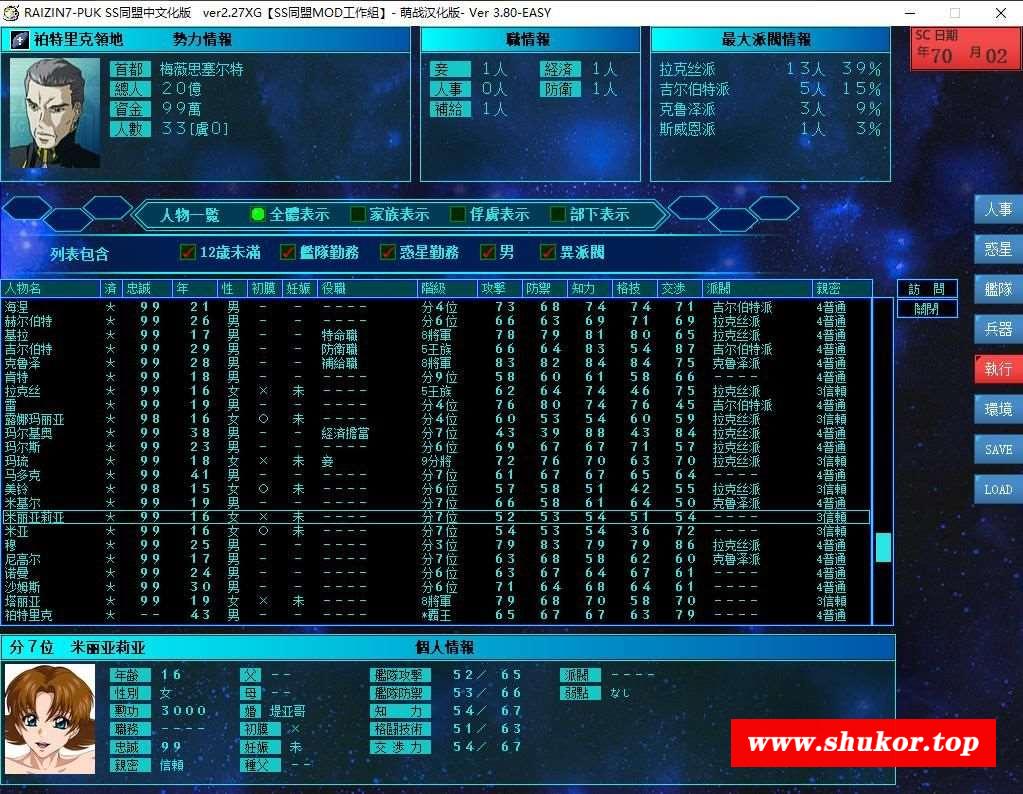 RAIZIN7-PUK SS同盟中文化版 ver2.27XG【SS同盟MOD工作組】- 萌战汉化版- Ver 3.80-EASY
袙特里克領地 勢力情報
首都 梅薇思塞尔特
總人 20億
資金 99萬
人數 33[虜0]
職情報
妾 1人 経済 1人
人事 0人 防衛 1人
補給 1人
最大派閥情報
拉克丝派 13人 39%
吉尔伯特派 5人 15%
克鲁泽派 3人 9%
斯威恩派 1人 3%
SC 日期
年70 月02
人物一覧 全體表示 家族表示 俘虜表示 部下表示
列表包含 12歲未滿 艦隊勤務 惑星勤務 男 異派閥
人物名 済 忠誠 年 性 初膜 妊娠 役職 階級 攻擊 防禦 知力 格技 交渉 派閥 親密
海涅 * 99 21 男 - - ---- 分4位 73 68 74 74 71 吉尔伯特派 4普通
赫尔伯特 * 99 26 男 - - ---- 分6位 66 63 69 71 69 拉克丝派 4普通
基拉 * 99 17 男 - - 特命職 8將軍 78 79 81 80 65 拉克丝派 4普通
吉尔伯特 * 99 29 男 - - 防衛職 5王族 66 64 83 54 87 吉尔伯特派 4普通
克鲁泽 * 99 28 男 - - 補給職 8將軍 83 82 84 84 75 克鲁泽派 4普通
肯特 * 99 18 男 - - ---- 分9位 58 60 61 58 66 ---- 4普通
拉克丝 * 99 16 女 × 未 ---- 5王族 62 64 74 46 75 拉克丝派 3信頼
雷 * 99 19 男 - - ---- 分4位 76 80 74 76 45 吉尔伯特派 4普通
露娜玛丽亚 * 98 16 女 ○ 未 ---- 分4位 60 53 54 60 59 拉克丝派 3信頼
玛尔基奥 * 99 38 男 - - 経済擔當 分7位 43 39 88 43 84 拉克丝派 4普通
玛尔斯 * 99 23 男 - - ---- 分6位 69 67 67 71 57 拉克丝派 4普通
玛琉 * 99 18 女 × 未 妾 9分將 72 76 70 63 70 拉克丝派 3信頼
马多克 * 99 41 男 - - ---- 分7位 61 67 67 65 64 ---- 4普通
美铃 * 98 15 女 ○ 未 ---- 分6位 57 58 51 42 55 拉克丝派 3信頼
米基尔 * 99 19 男 - - ---- 分7位 66 58 61 64 50 克鲁泽派 4普通
米丽亚莉亚 * 99 16 女 × 未 ---- 分7位 52 53 54 51 54 ---- 3信頼
米亚 * 99 16 女 ○ 未 ---- 分7位 54 53 54 36 72 ---- 4普通
穆 * 99 25 男 - - ---- 分3位 79 83 79 79 86 拉克丝派 4普通
尼高尔 * 99 17 男 - - ---- 分7位 63 68 58 62 60 克鲁泽派 4普通
诺曼 * 99 24 男 - - ---- 分7位 63 67 64 67 61 ---- 4普通
沙姆斯 * 99 30 男 - - ---- 分6位 71 64 68 64 61 ---- 4普通
塔丽亚 * 99 19 女 × 未 ---- 8將軍 79 68 70 58 70 ---- 3信頼
袙特里克 * -- 43 男 - - ---- *霸王 65 67 67 63 79 ---- 4普通
訪問
關閉
人事
惑星
艦隊
兵器
執行
環境
SAVE
LOAD
分7位 米丽亚莉亚 個人情報
年齡 16 父 -- 艦隊攻擊 52/ 65 派閥 ----
性別 女 母 -- 艦隊防禦 53/ 66 弱點 なし
勲功 3000 婚 堤亚哥 知力 54/ 67
職務 ---- 初膜 × 格闘技術 51/ 63
忠誠 99 妊娠 未 交渉力 54/ 67
親密 信頼 種父 --
www.shukor.top